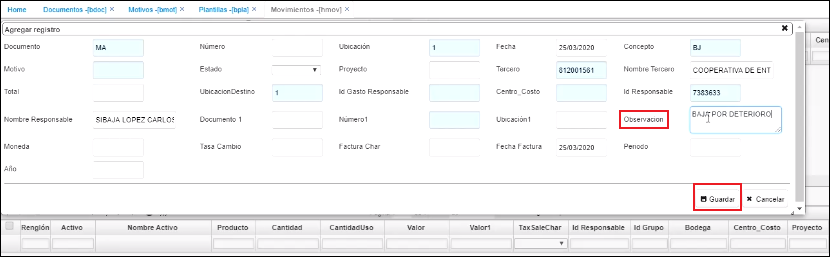 Home Documentos -[bdoc] ✕ Motivos -[bmot] ✕ Plantillas -[bpla] ✕ Movimientos -[hmov] ✕
Agregar registro ✖
Documento MA Número Ubicación 1 Fecha 25/03/2020 Concepto BJ
Motivo Estado Proyecto Tercero 812001561 Nombre Tercero COOPERATIVA DE ENT
Total UbicacionDestino 1 Id Gasto Responsable Centro_Costo Id Responsable 7383633
Nombre Responsable SIBAJA LOPEZ CARLOS Documento 1 Número1 Ubicación1 Observacion BAJA POR DETERIORO
Moneda Tasa Cambio Factura Char Fecha Factura 25/03/2020 Periodo
Año
Guardar ✖ Cancelar
Renglón Activo Nombre Activo Producto Cantidad CantidadUso Valor Valor1 TaxSaleChar Id Responsable Id Grupo Bodega Centro_Costo Proyecto